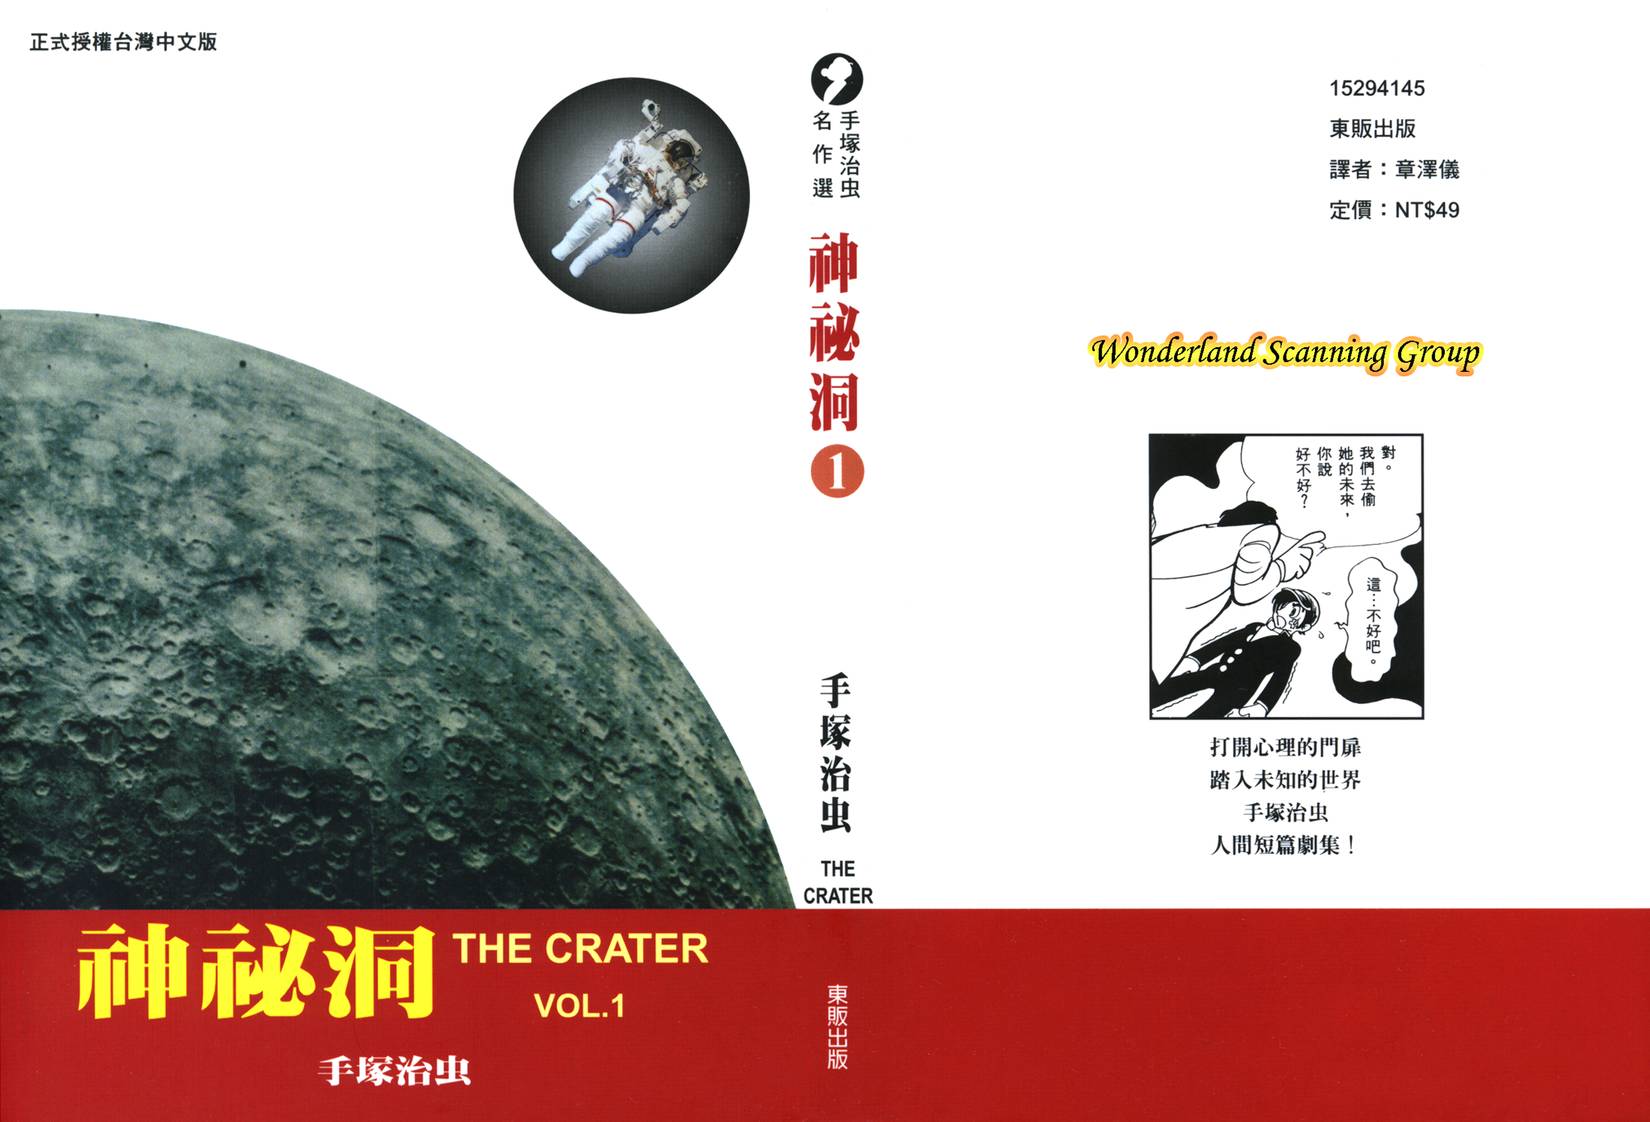 正式授權台灣中文版
神祕洞
THE CRATER
VOL.1
手塚治虫
手塚治虫
名作選
神祕洞
1
手塚治虫
THE
CRATER
東販出版
15294145
東販出版
譯者：章澤儀
定價：NT$49
Wonderland Scanning Group
對。
我們去偷
她的未來，
你說
好不好？
這…不好吧。
打開心理的門扉
踏入未知的世界
手塚治虫
人間短篇劇集！